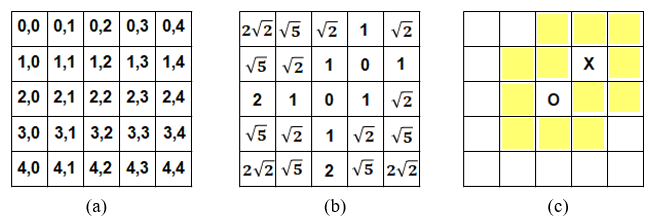 0,0 0,1 0,2 0,3 0,4 2√2 √5 √2 1 √2
1,0 1,1 1,2 1,3 1,4 √5 √2 1 0 1 X
2,0 2,1 2,2 2,3 2,4 2 1 0 1 √2 O
3,0 3,1 3,2 3,3 3,4 √5 √2 1 √2 √5
4,0 4,1 4,2 4,3 4,4 2√2 √5 2 √5 2√2
(a) (b) (c)